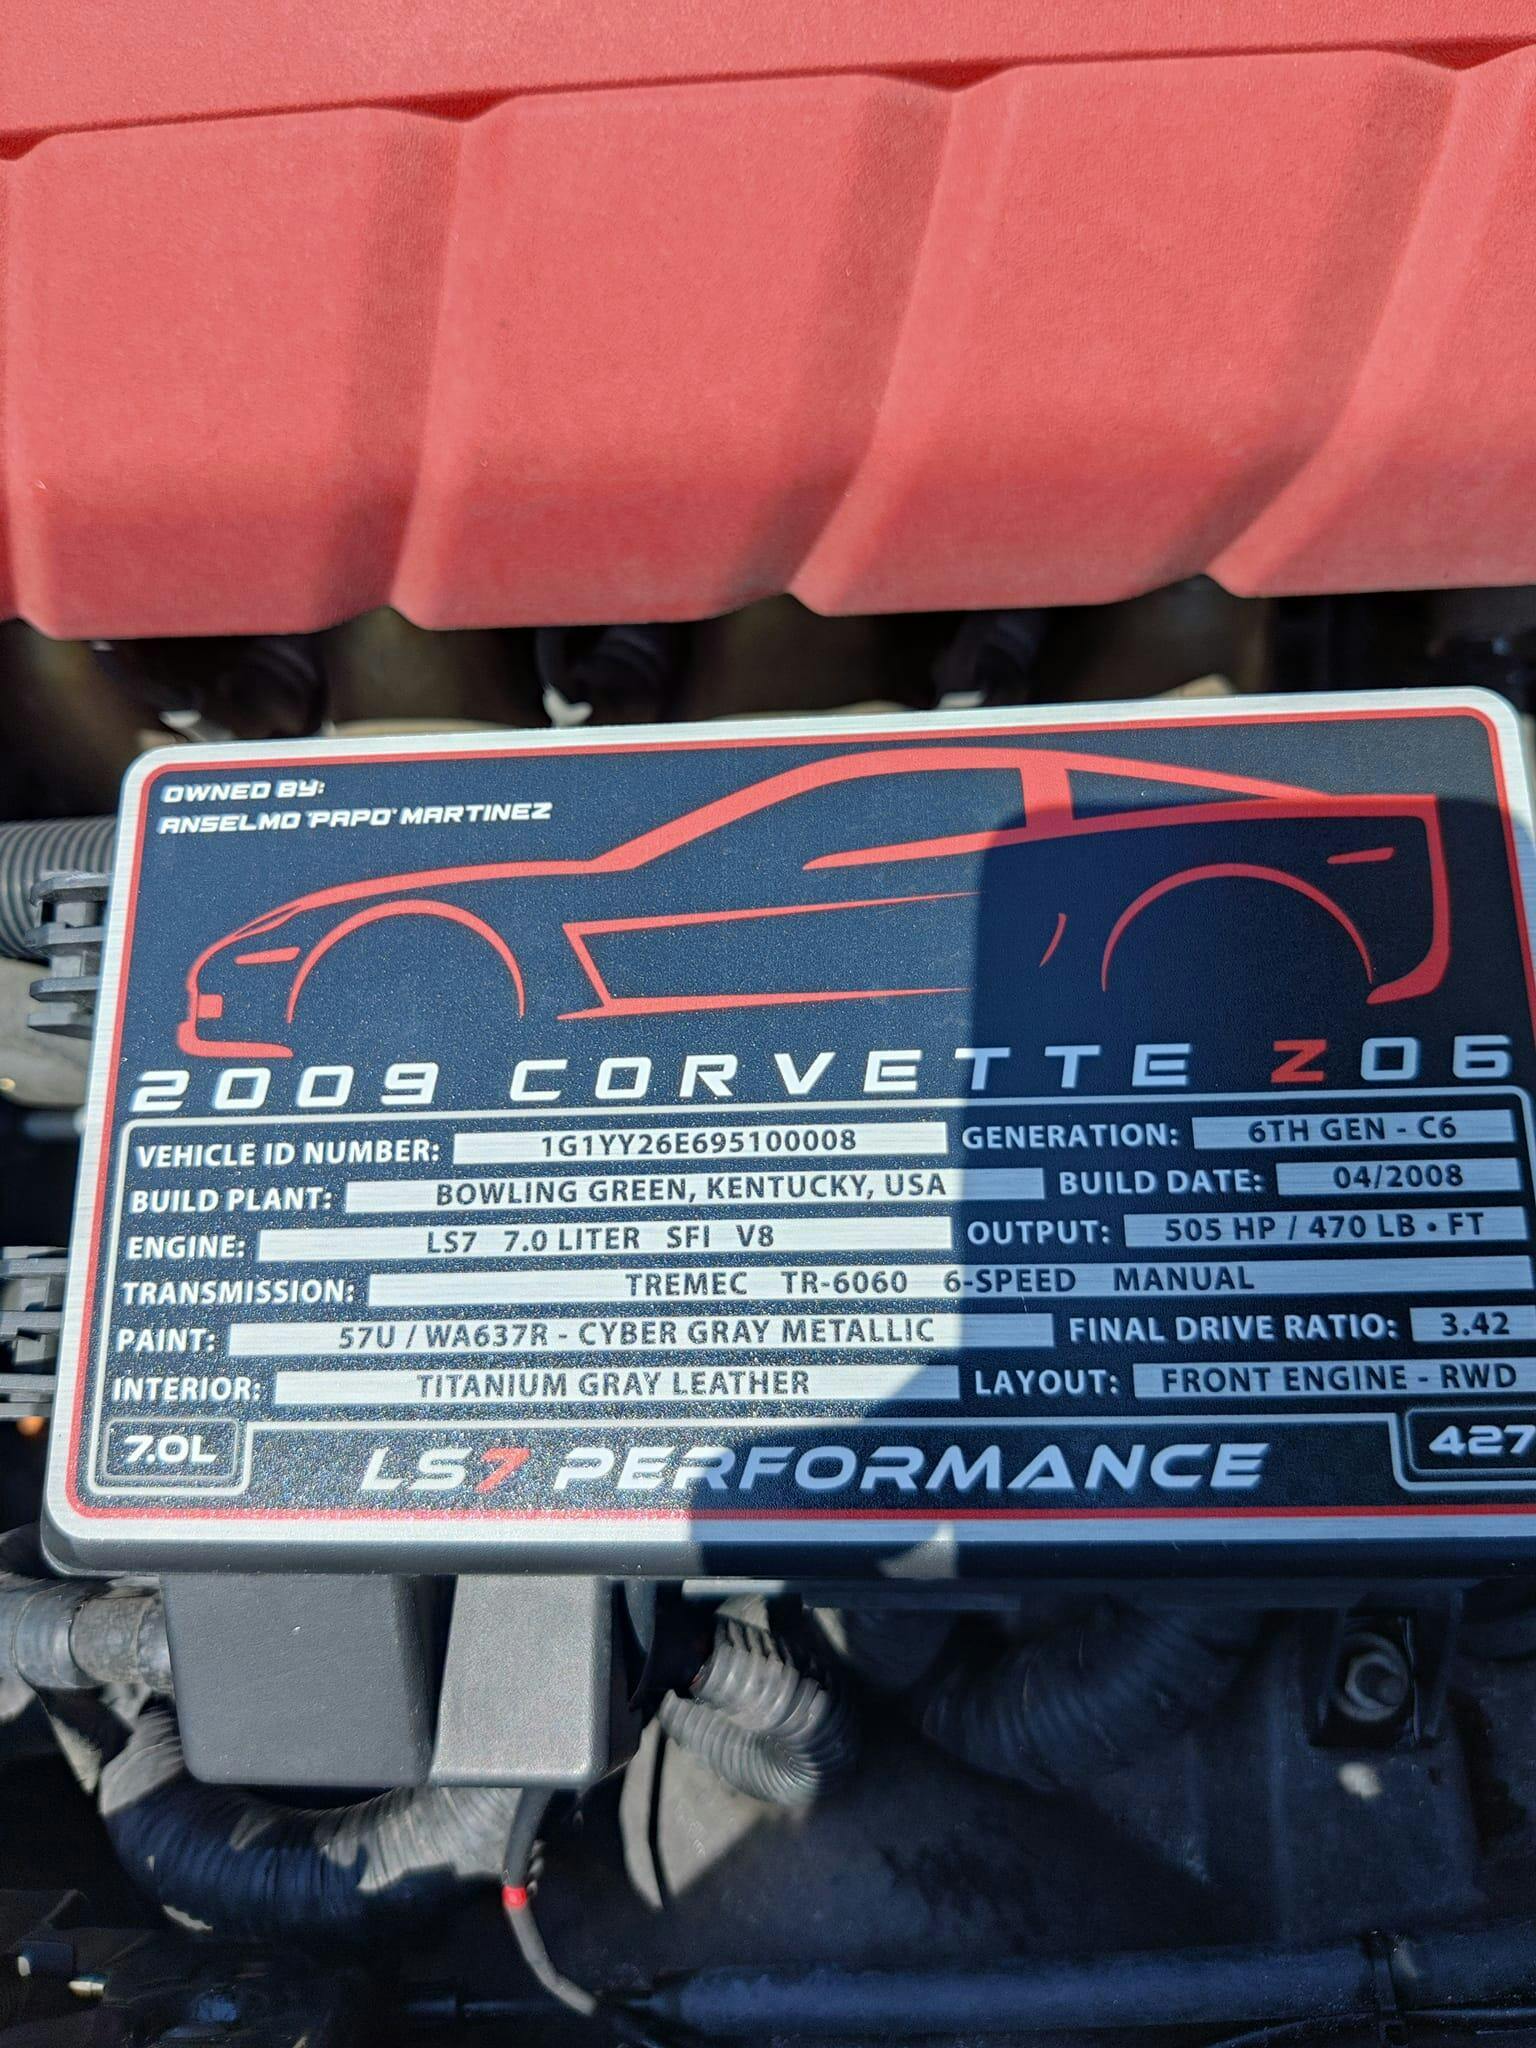 OWNED BY:
ANSELMO "PAPO" MARTINEZ
2009 CORVETTE Z06
VEHICLE ID NUMBER: 1G1YY26E695100008 GENERATION: 6TH GEN - C6
BUILD PLANT: BOWLING GREEN, KENTUCKY, USA BUILD DATE: 04/2008
ENGINE: LS7 7.0 LITER SFI V8 OUTPUT: 505 HP / 470 LB • FT
TRANSMISSION: TREMEC TR-6060 6-SPEED MANUAL
PAINT: 57U / WA637R - CYBER GRAY METALLIC FINAL DRIVE RATIO: 3.42
INTERIOR: TITANIUM GRAY LEATHER LAYOUT: FRONT ENGINE - RWD
7.0L LS7 PERFORMANCE 427